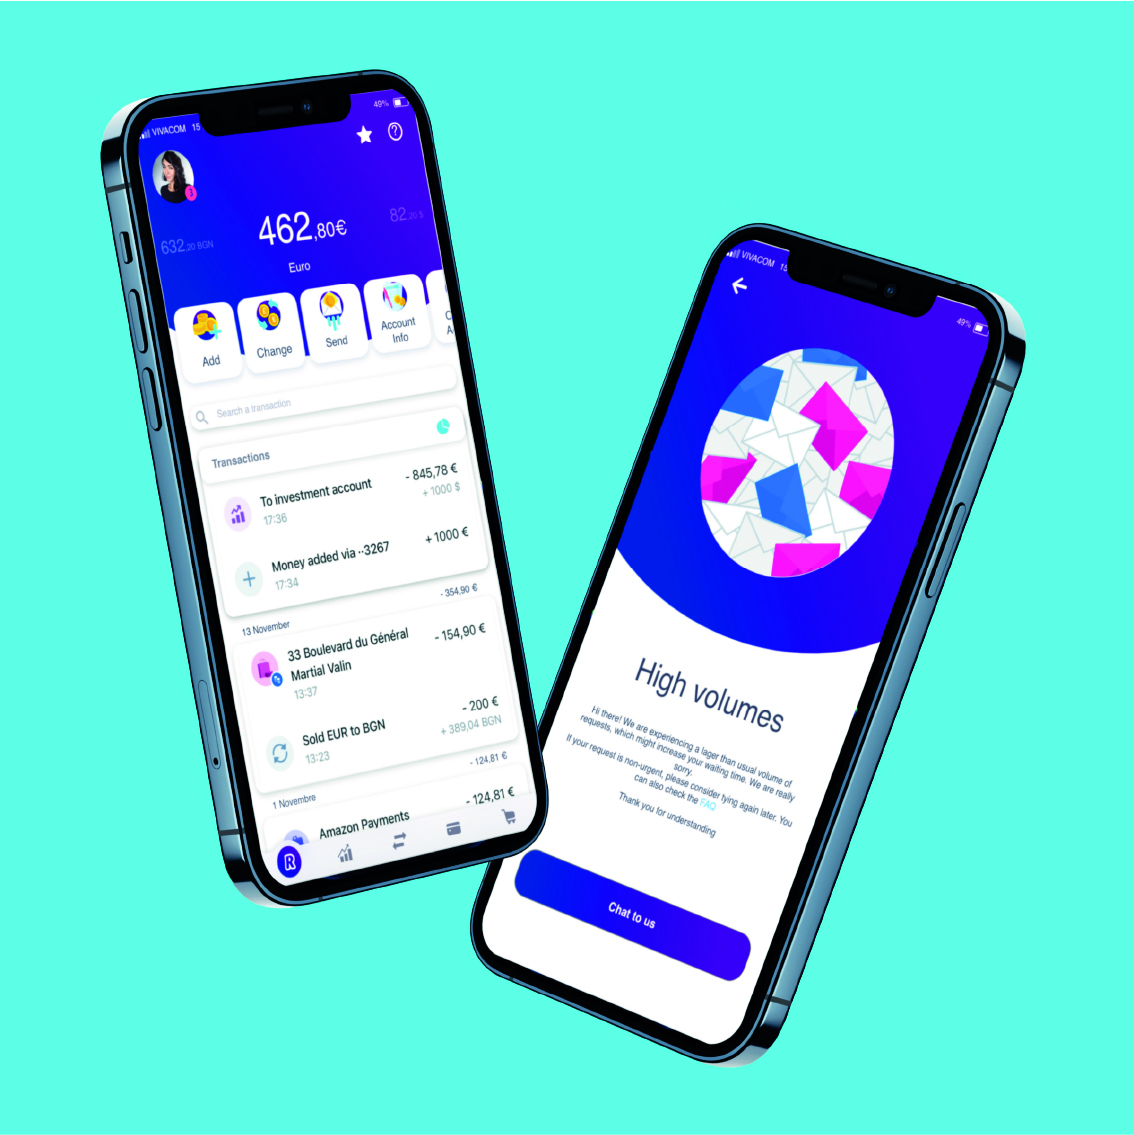 VIVACOM 15
49%
3
632,20 BGN
462,80€
82,20 $
Euro
Add
Change
Send
Account
Info
C
A
Search a transaction
Transactions
To investment account
- 845,78 €
17:36
+ 1000 $
Money added via ··3267
+ 1000 €
17:34
13 November
- 354,90 €
33 Boulevard du Général
- 154,90 €
Martial Valin
13:37
Sold EUR to BGN
- 200 €
13:23
+ 389,04 BGN
1 Novembre
- 124,81 €
Amazon Payments
- 124,81 €
R
VIVACOM 15
49%
High volumes
Hi there! We are experiencing a lager than usual volume of
requests, which might increase your waiting time. We are really
sorry.
If your request is non-urgent, please consider tying again later. You
can also check the FAQ
Thank you for understanding
Chat to us